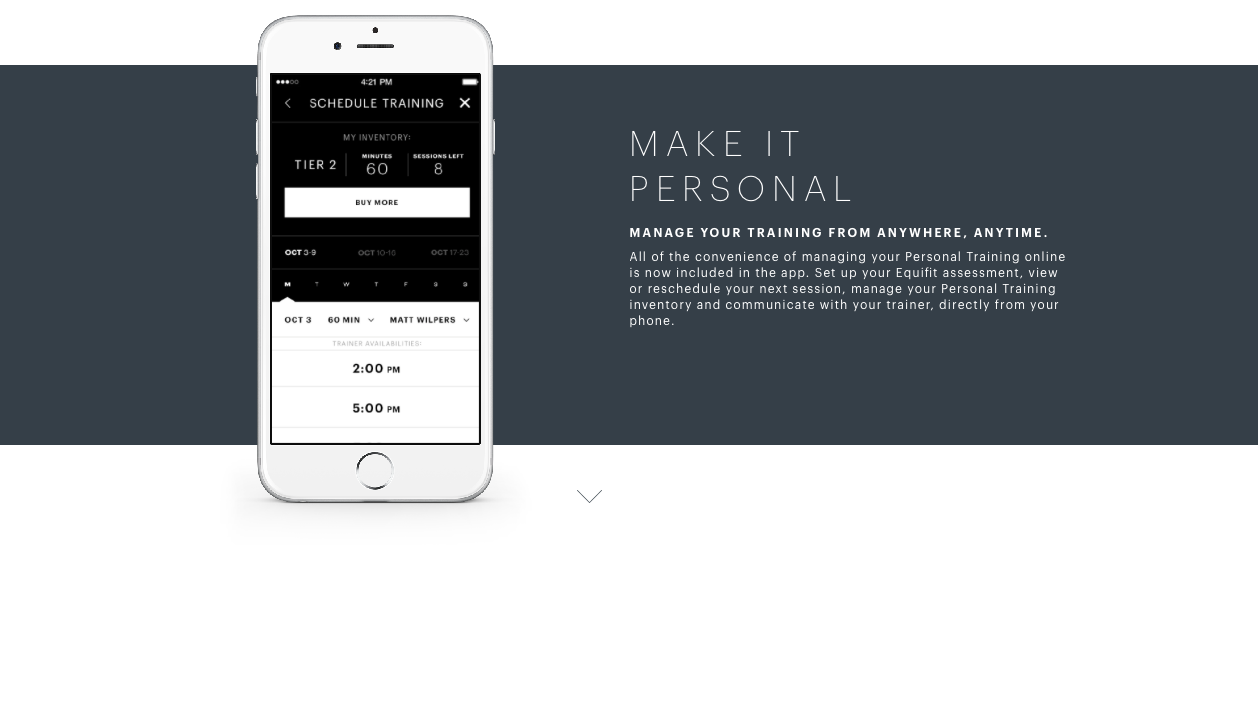 4:21 PM
SCHEDULE TRAINING
MY INVENTORY:
TIER 2
MINUTES
60
SESSIONS LEFT
8
BUY MORE
OCT 3-9 OCT 10-16 OCT 17-23
M T W T F S S
OCT 3 60 MIN MATT WILPERS
TRAINER AVAILABILITIES:
2:00 PM
5:00 PM
MAKE IT
PERSONAL
MANAGE YOUR TRAINING FROM ANYWHERE, ANYTIME.
All of the convenience of managing your Personal Training online
is now included in the app. Set up your Equifit assessment, view
or reschedule your next session, manage your Personal Training
inventory and communicate with your trainer, directly from your
phone.